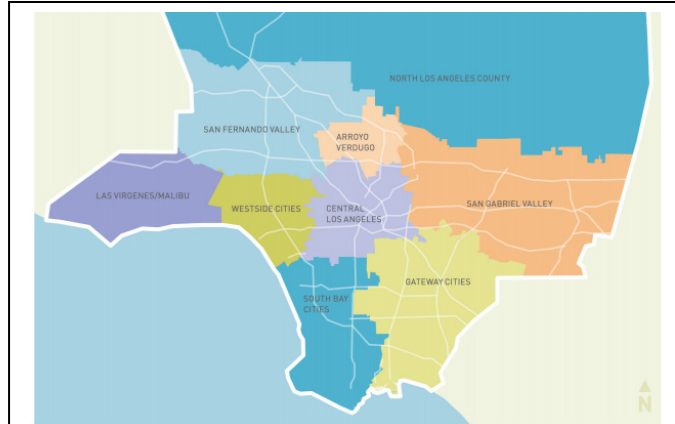 NORTH LOS ANGELES COUNTY
SAN FERNANDO VALLEY
ARROYO
VERDUGO
LAS VIRGENES/MALIBU
WESTSIDE CITIES
CENTRAL
LOS ANGELES
SAN GABRIEL VALLEY
GATEWAY CITIES
SOUTH BAY
CITIES
N